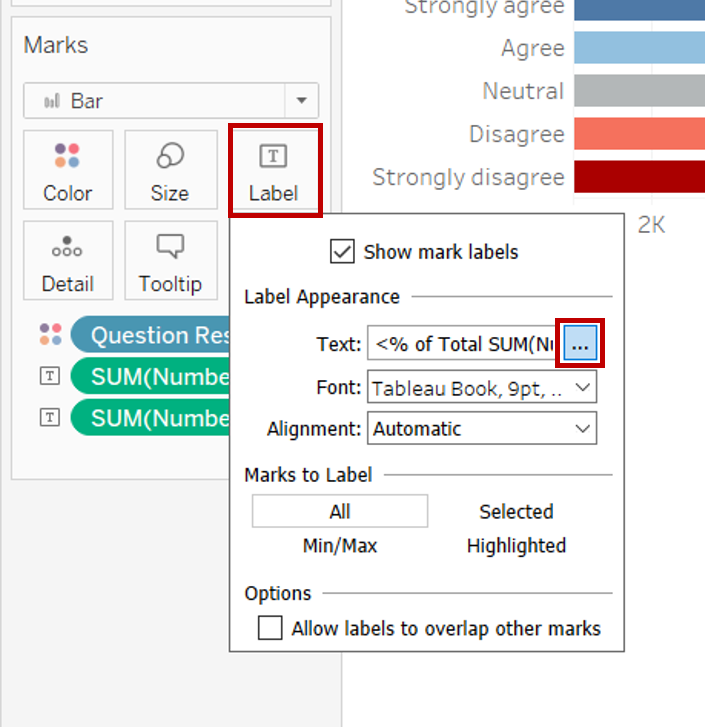 Marks
Bar
Color
Size
T
Label
Detail
Tooltip
Question Res
T SUM(Numbe
T SUM(Numbe
Show mark labels
Label Appearance
Text: <% of Total SUM(Nu ...
Font: Tableau Book, 9pt, ..
Alignment: Automatic
Marks to Label
All
Selected
Min/Max
Highlighted
Options
Allow labels to overlap other marks
Strongly agree
Agree
Neutral
Disagree
Strongly disagree
2K